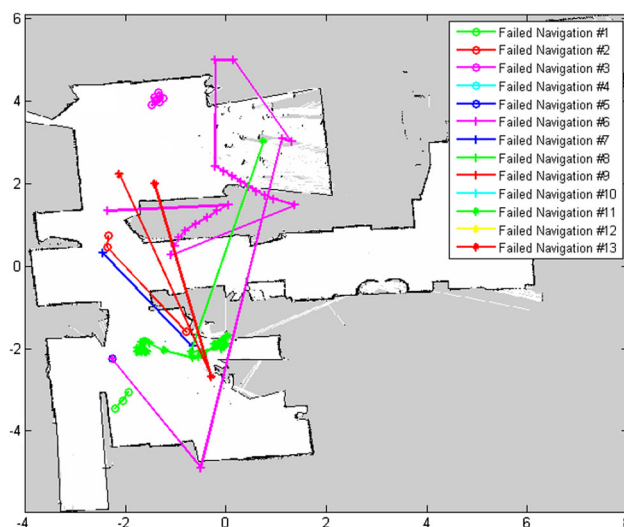 6
4
2
0
-2
-4
-4
-2
0
2
4
6
8
Failed Navigation #1
Failed Navigation #2
Failed Navigation #3
Failed Navigation #4
Failed Navigation #5
Failed Navigation #6
Failed Navigation #7
Failed Navigation #8
Failed Navigation #9
Failed Navigation #10
Failed Navigation #11
Failed Navigation #12
Failed Navigation #13